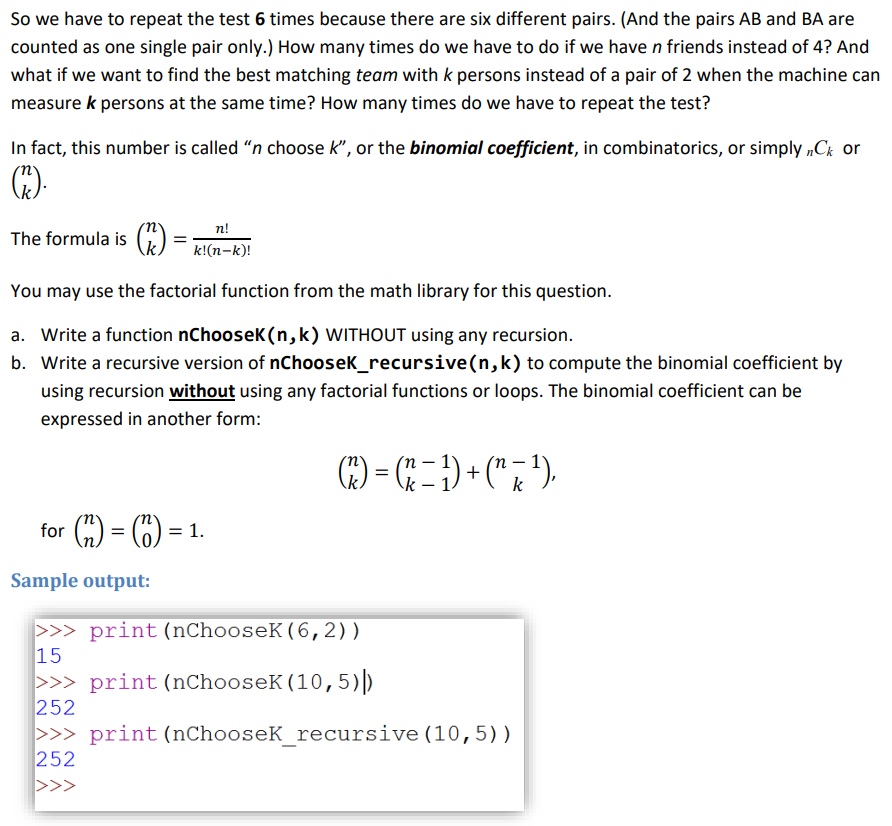 So we have to repeat the test 6 times because there are six different pairs. (And the pairs AB and BA are
counted as one single pair only.) How many times do we have to do if we have n friends instead of 4? And
what if we want to find the best matching team with k persons instead of a pair of 2 when the machine can
measure k persons at the same time? How many times do we have to repeat the test?
In fact, this number is called “n choose k”, or the binomial coefficient, in combinatorics, or simply ₙCₖ or
(n k).
The formula is (n k) = n! / k!(n−k)!
You may use the factorial function from the math library for this question.
a. Write a function nChooseK(n,k) WITHOUT using any recursion.
b. Write a recursive version of nChooseK_recursive(n,k) to compute the binomial coefficient by
using recursion without using any factorial functions or loops. The binomial coefficient can be
expressed in another form:
(n k) = (n − 1 k − 1) + (n − 1 k),
for (n n) = (n 0) = 1.
Sample output:
>>> print(nChooseK(6,2))
15
>>> print(nChooseK(10,5))
252
>>> print(nChooseK_recursive(10,5))
252
>>>